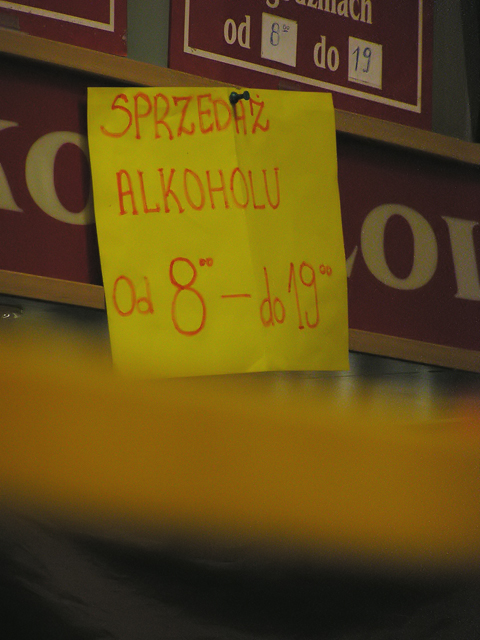 od 8⁰⁰ do 19
SPRZEDAŻ
ALKOHOLU
Od 8⁰⁰ – do 19⁰⁰